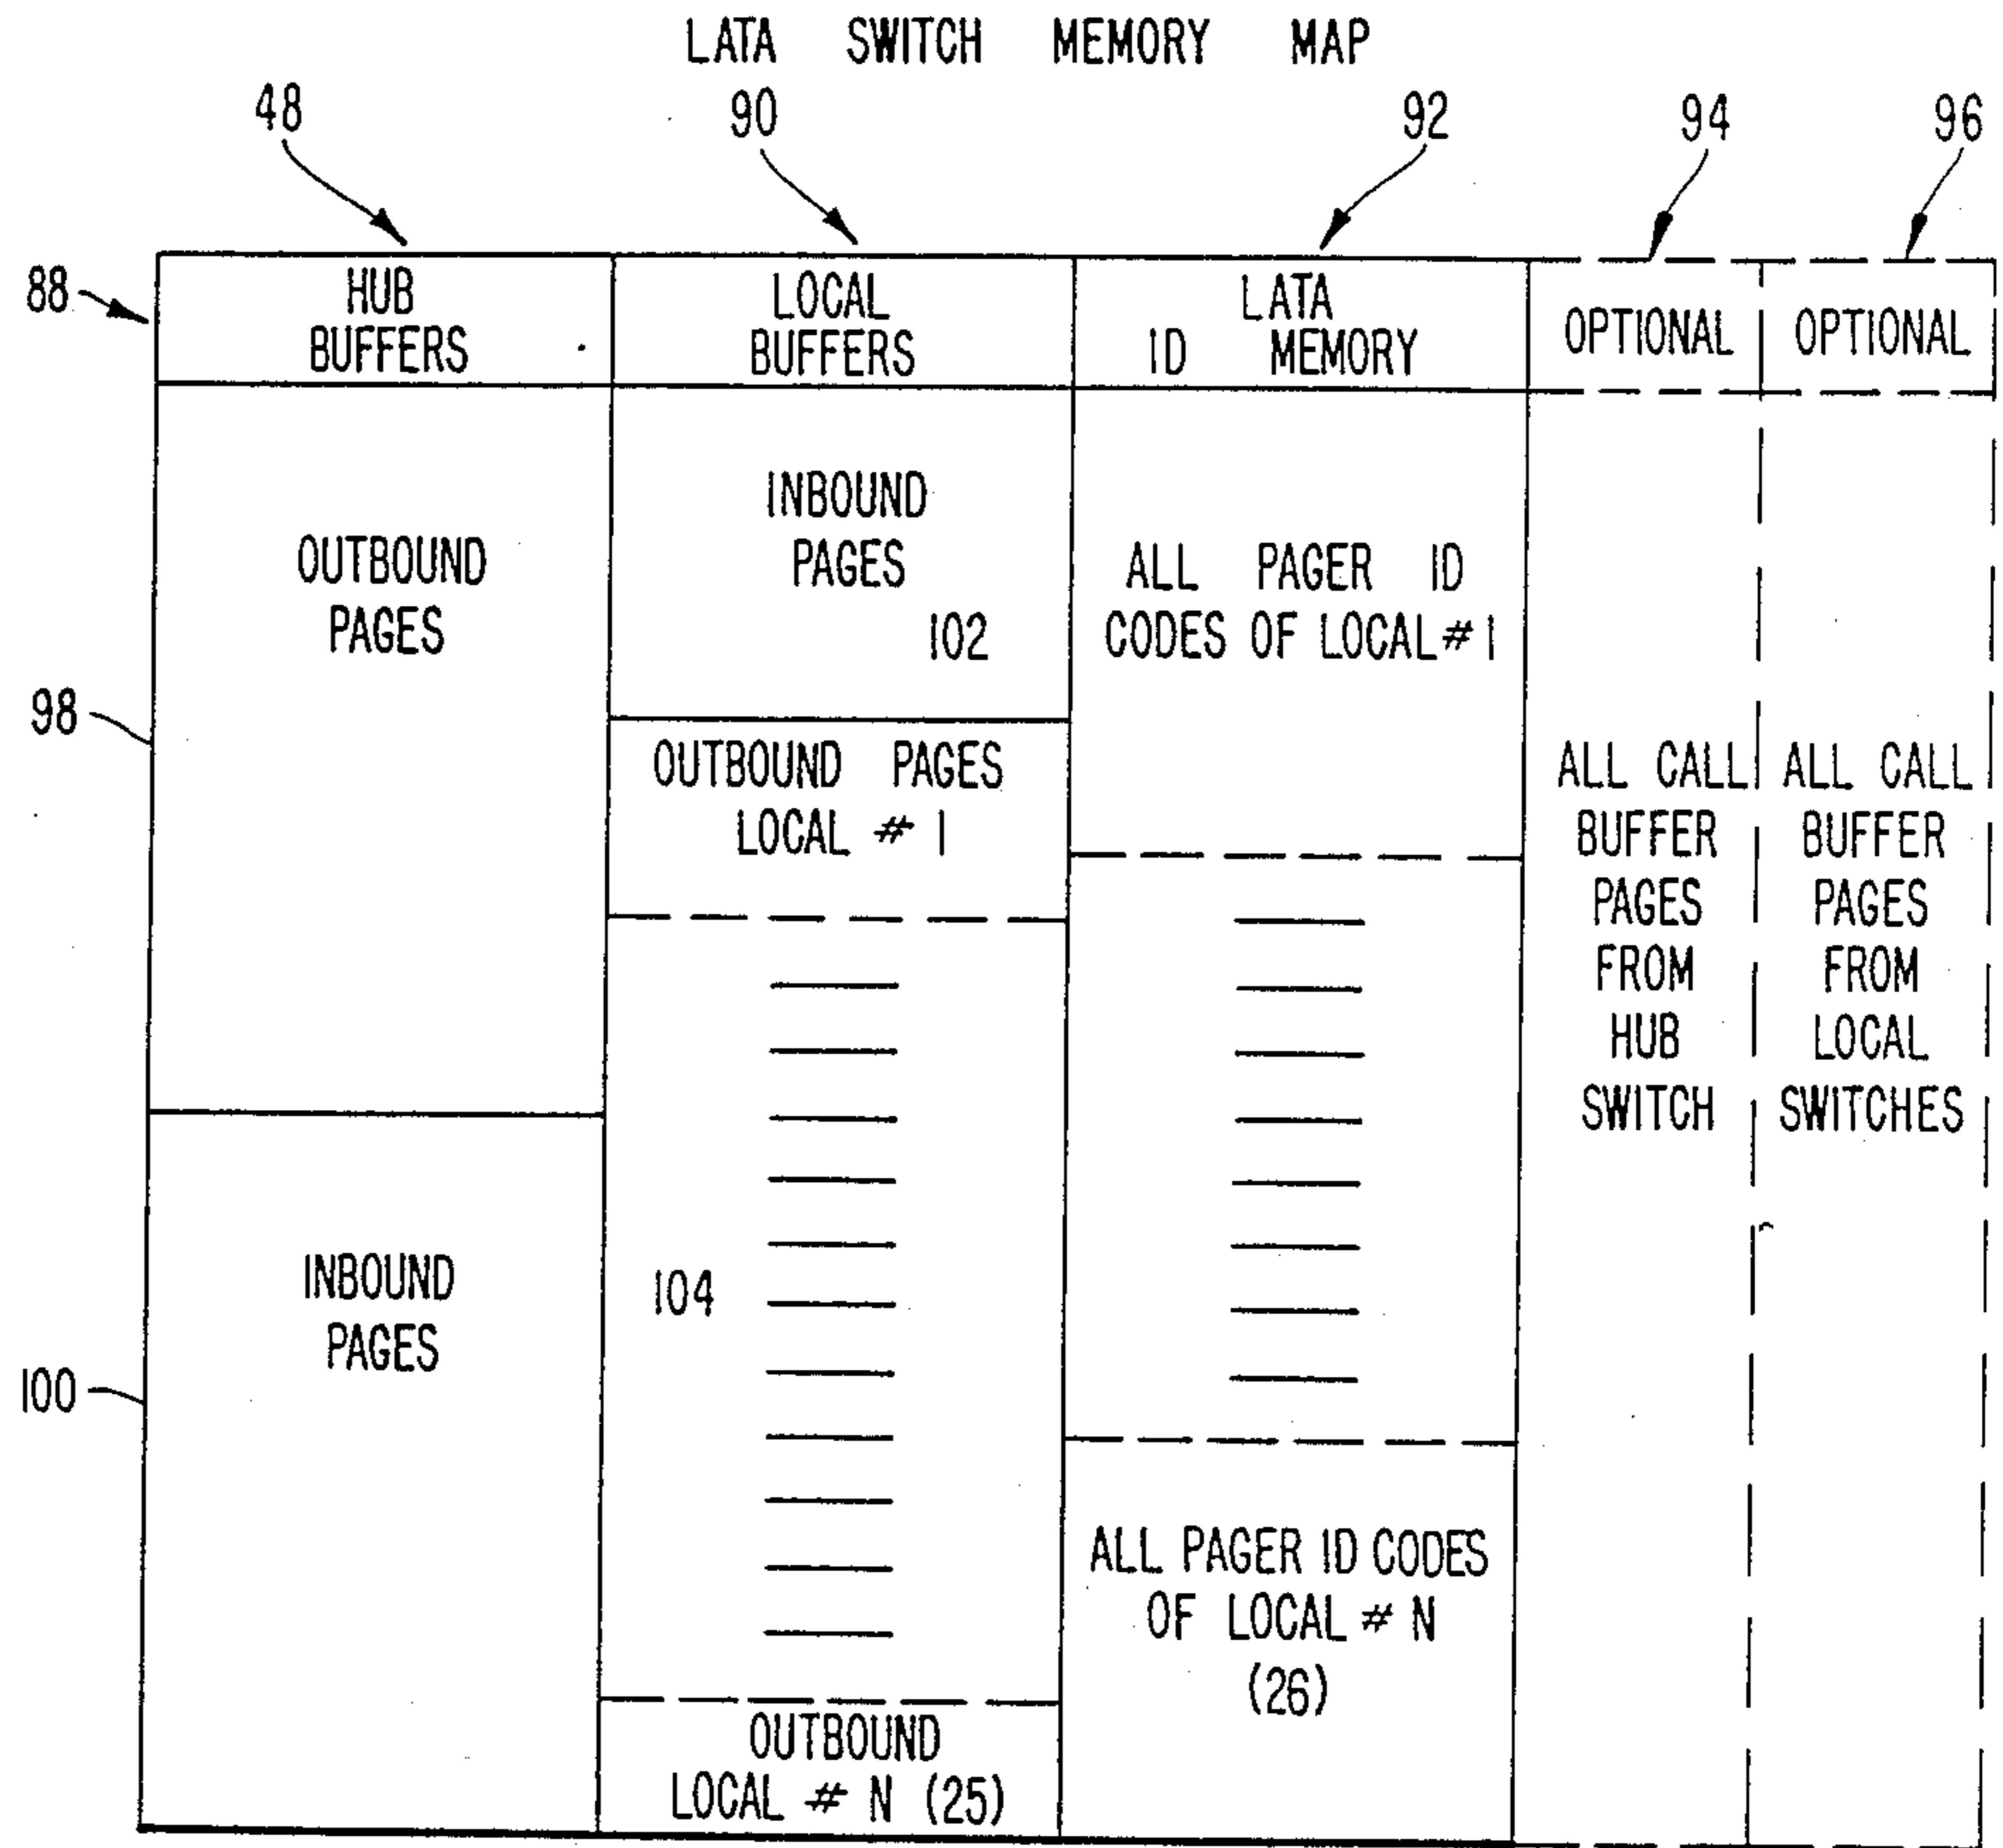 LATA SWITCH MEMORY MAP
48
90
92
94
96
88
HUB
BUFFERS
LOCAL
BUFFERS
LATA
ID MEMORY
OPTIONAL
OPTIONAL
98
OUTBOUND
PAGES
100
INBOUND
PAGES
INBOUND
PAGES
102
OUTBOUND PAGES
LOCAL # 1
104
OUTBOUND
LOCAL # N (25)
ALL PAGER ID
CODES OF LOCAL # 1
ALL PAGER ID CODES
OF LOCAL # N
(26)
ALL CALL
BUFFER
PAGES
FROM
HUB
SWITCH
ALL CALL
BUFFER
PAGES
FROM
LOCAL
SWITCHES